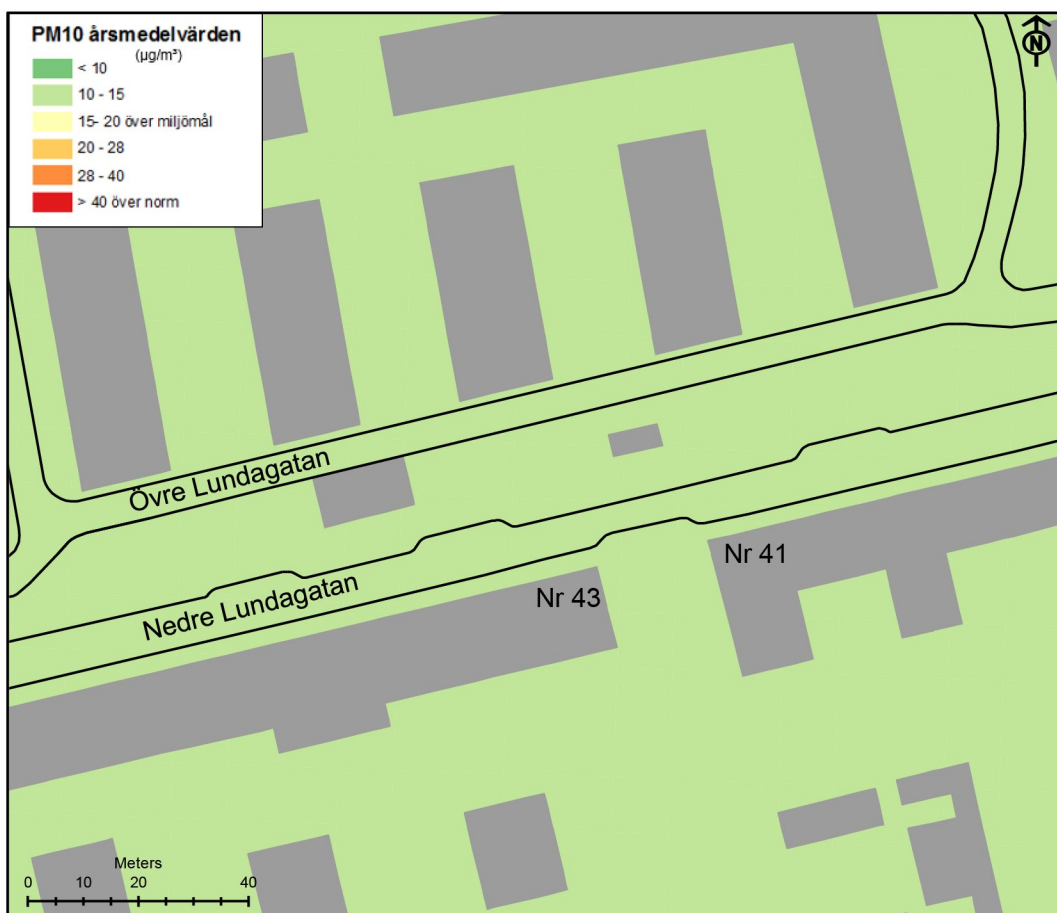 PM10 årsmedelvärden
(µg/m³)
< 10
10 - 15
15- 20 över miljömål
20 - 28
28 - 40
> 40 över norm
N
Övre Lundagatan
Nedre Lundagatan
Nr 41
Nr 43
Meters
0 10 20 40